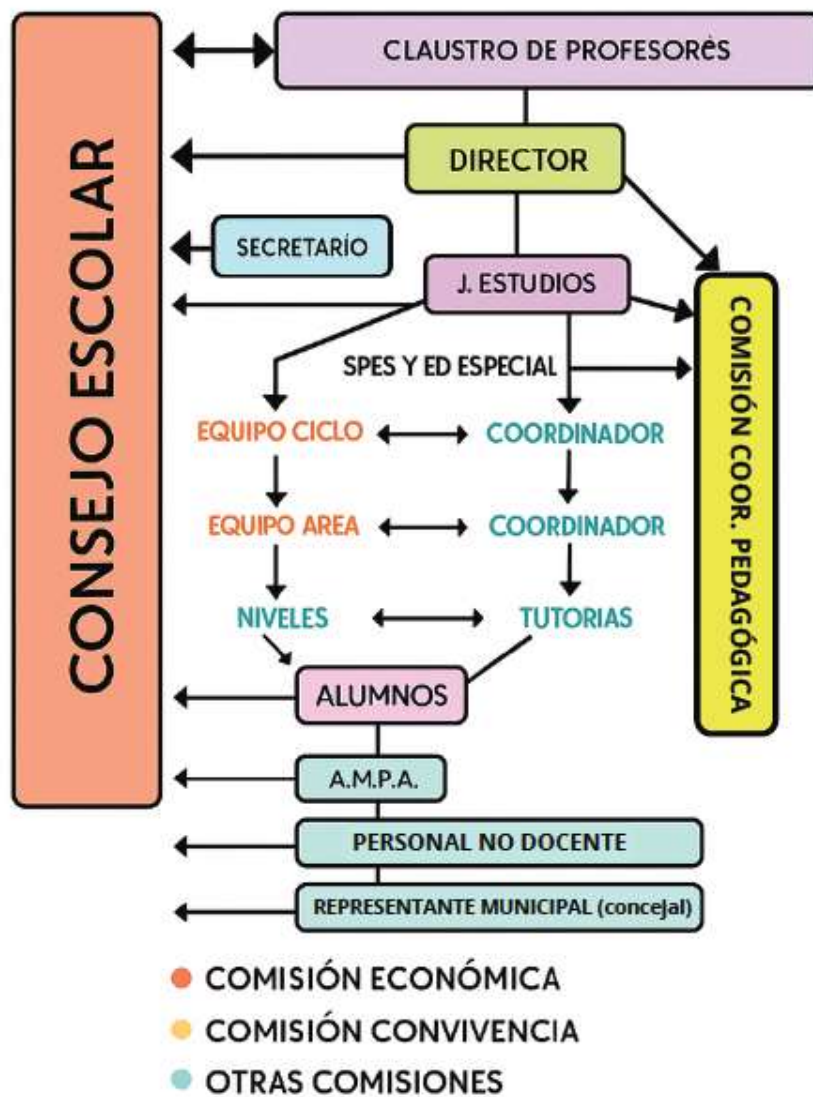 CONSEJO ESCOLAR
CLAUSTRO DE PROFESORéS
DIRECTOR
SECRETARÍO
J. ESTUDIOS
COMISIÓN COOR. PEDAGÓGICA
SPES Y ED ESPECIAL
EQUIPO CICLO
COORDINADOR
EQUIPO AREA
COORDINADOR
NIVELES
TUTORIAS
ALUMNOS
A.M.P.A.
PERSONAL NO DOCENTE
REPRESENTANTE MUNICIPAL (concejal)
COMISIÓN ECONÓMICA
COMISIÓN CONVIVENCIA
OTRAS COMISIONES